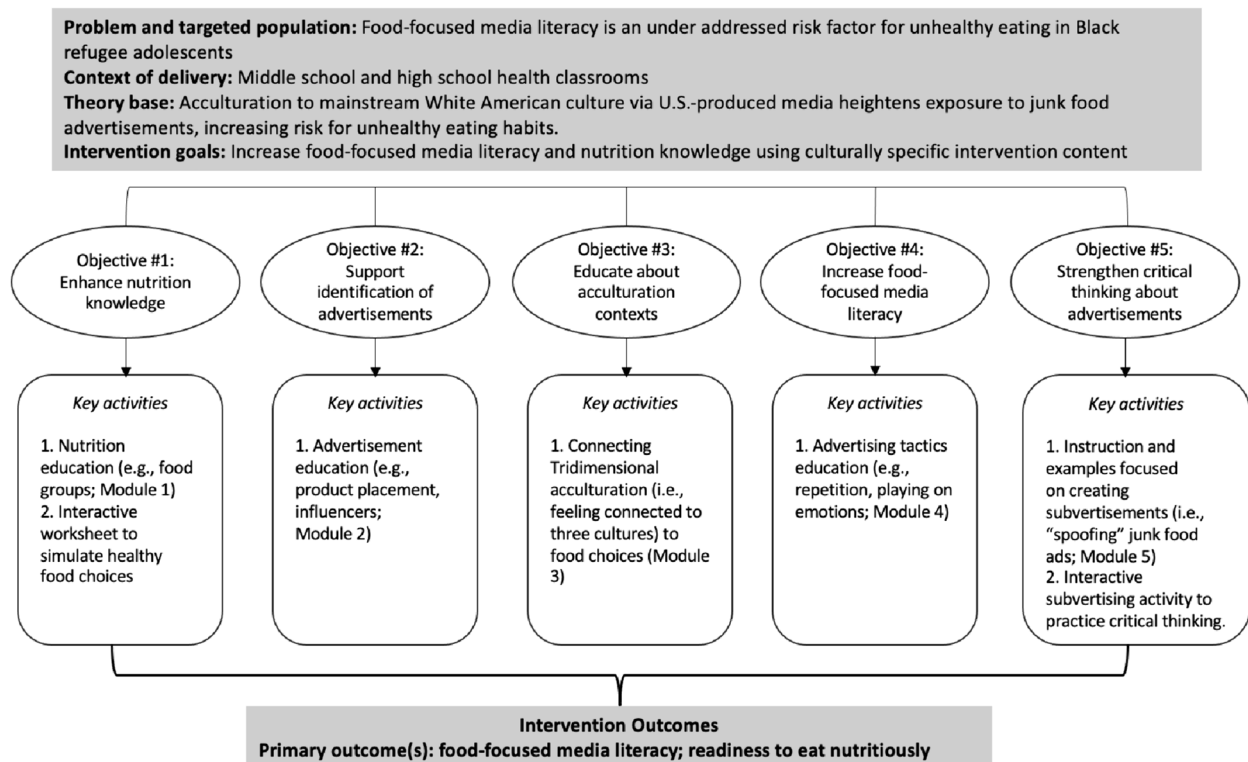 Problem and targeted population: Food-focused media literacy is an under addressed risk factor for unhealthy eating in Black
refugee adolescents
Context of delivery: Middle school and high school health classrooms
Theory base: Acculturation to mainstream White American culture via U.S.-produced media heightens exposure to junk food
advertisements, increasing risk for unhealthy eating habits.
Intervention goals: Increase food-focused media literacy and nutrition knowledge using culturally specific intervention content
Objective #1:
Enhance nutrition
knowledge
Objective #2:
Support
identification of
advertisements
Objective #3:
Educate about
acculturation
contexts
Objective #4:
Increase food-
focused media
literacy
Objective #5:
Strengthen critical
thinking about
advertisements
Key activities
1. Nutrition
education (e.g., food
groups; Module 1)
2. Interactive
worksheet to
simulate healthy
food choices
Key activities
1. Advertisement
education (e.g.,
product placement,
influencers;
Module 2)
Key activities
1. Connecting
Tridimensional
acculturation (i.e.,
feeling connected to
three cultures) to
food choices (Module
3)
Key activities
1. Advertising tactics
education (e.g.,
repetition, playing on
emotions; Module 4)
Key activities
1. Instruction and
examples focused
on creating
subvertisements (i.e.,
“spoofing” junk food
ads; Module 5)
2. Interactive
subvertising activity to
practice critical thinking.
Intervention Outcomes
Primary outcome(s): food-focused media literacy; readiness to eat nutritiously